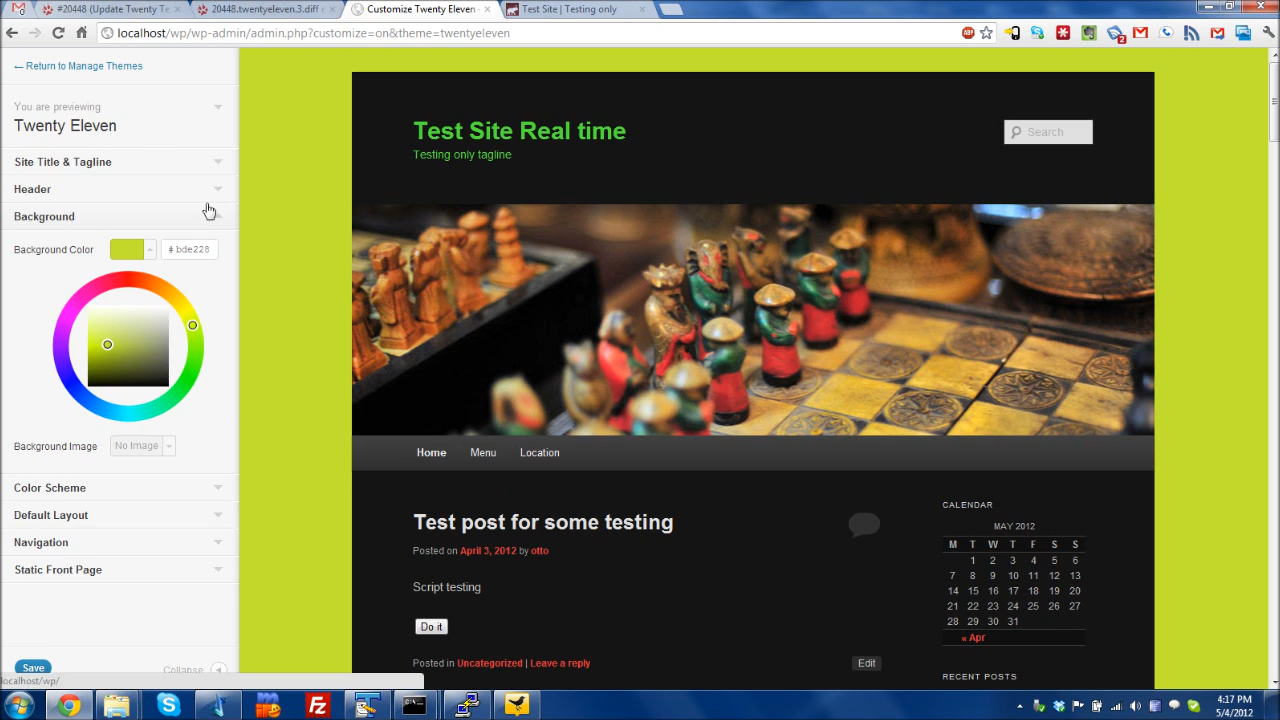 #20448 (Update Twenty Te
20448.twentyeleven.3.diff
Customize Twenty Eleven
Test Site | Testing only
localhost/wp/wp-admin/admin.php?customize=on&theme=twentyeleven
ABP
2
← Return to Manage Themes
You are previewing
Twenty Eleven
Site Title & Tagline
Header
Background
Background Color
# bde228
Background Image
No Image
Color Scheme
Default Layout
Navigation
Static Front Page
Save
Collapse
localhost/wp/
Test Site Real time
Testing only tagline
Search
Home Menu Location
Test post for some testing
Posted on April 3, 2012 by otto
Script testing
Do it
Posted in Uncategorized | Leave a reply
Edit
CALENDAR
MAY 2012
M T W T F S S
1 2 3 4 5 6
7 8 9 10 11 12 13
14 15 16 17 18 19 20
21 22 23 24 25 26 27
28 29 30 31
« Apr
RECENT POSTS
4:17 PM
5/4/2012